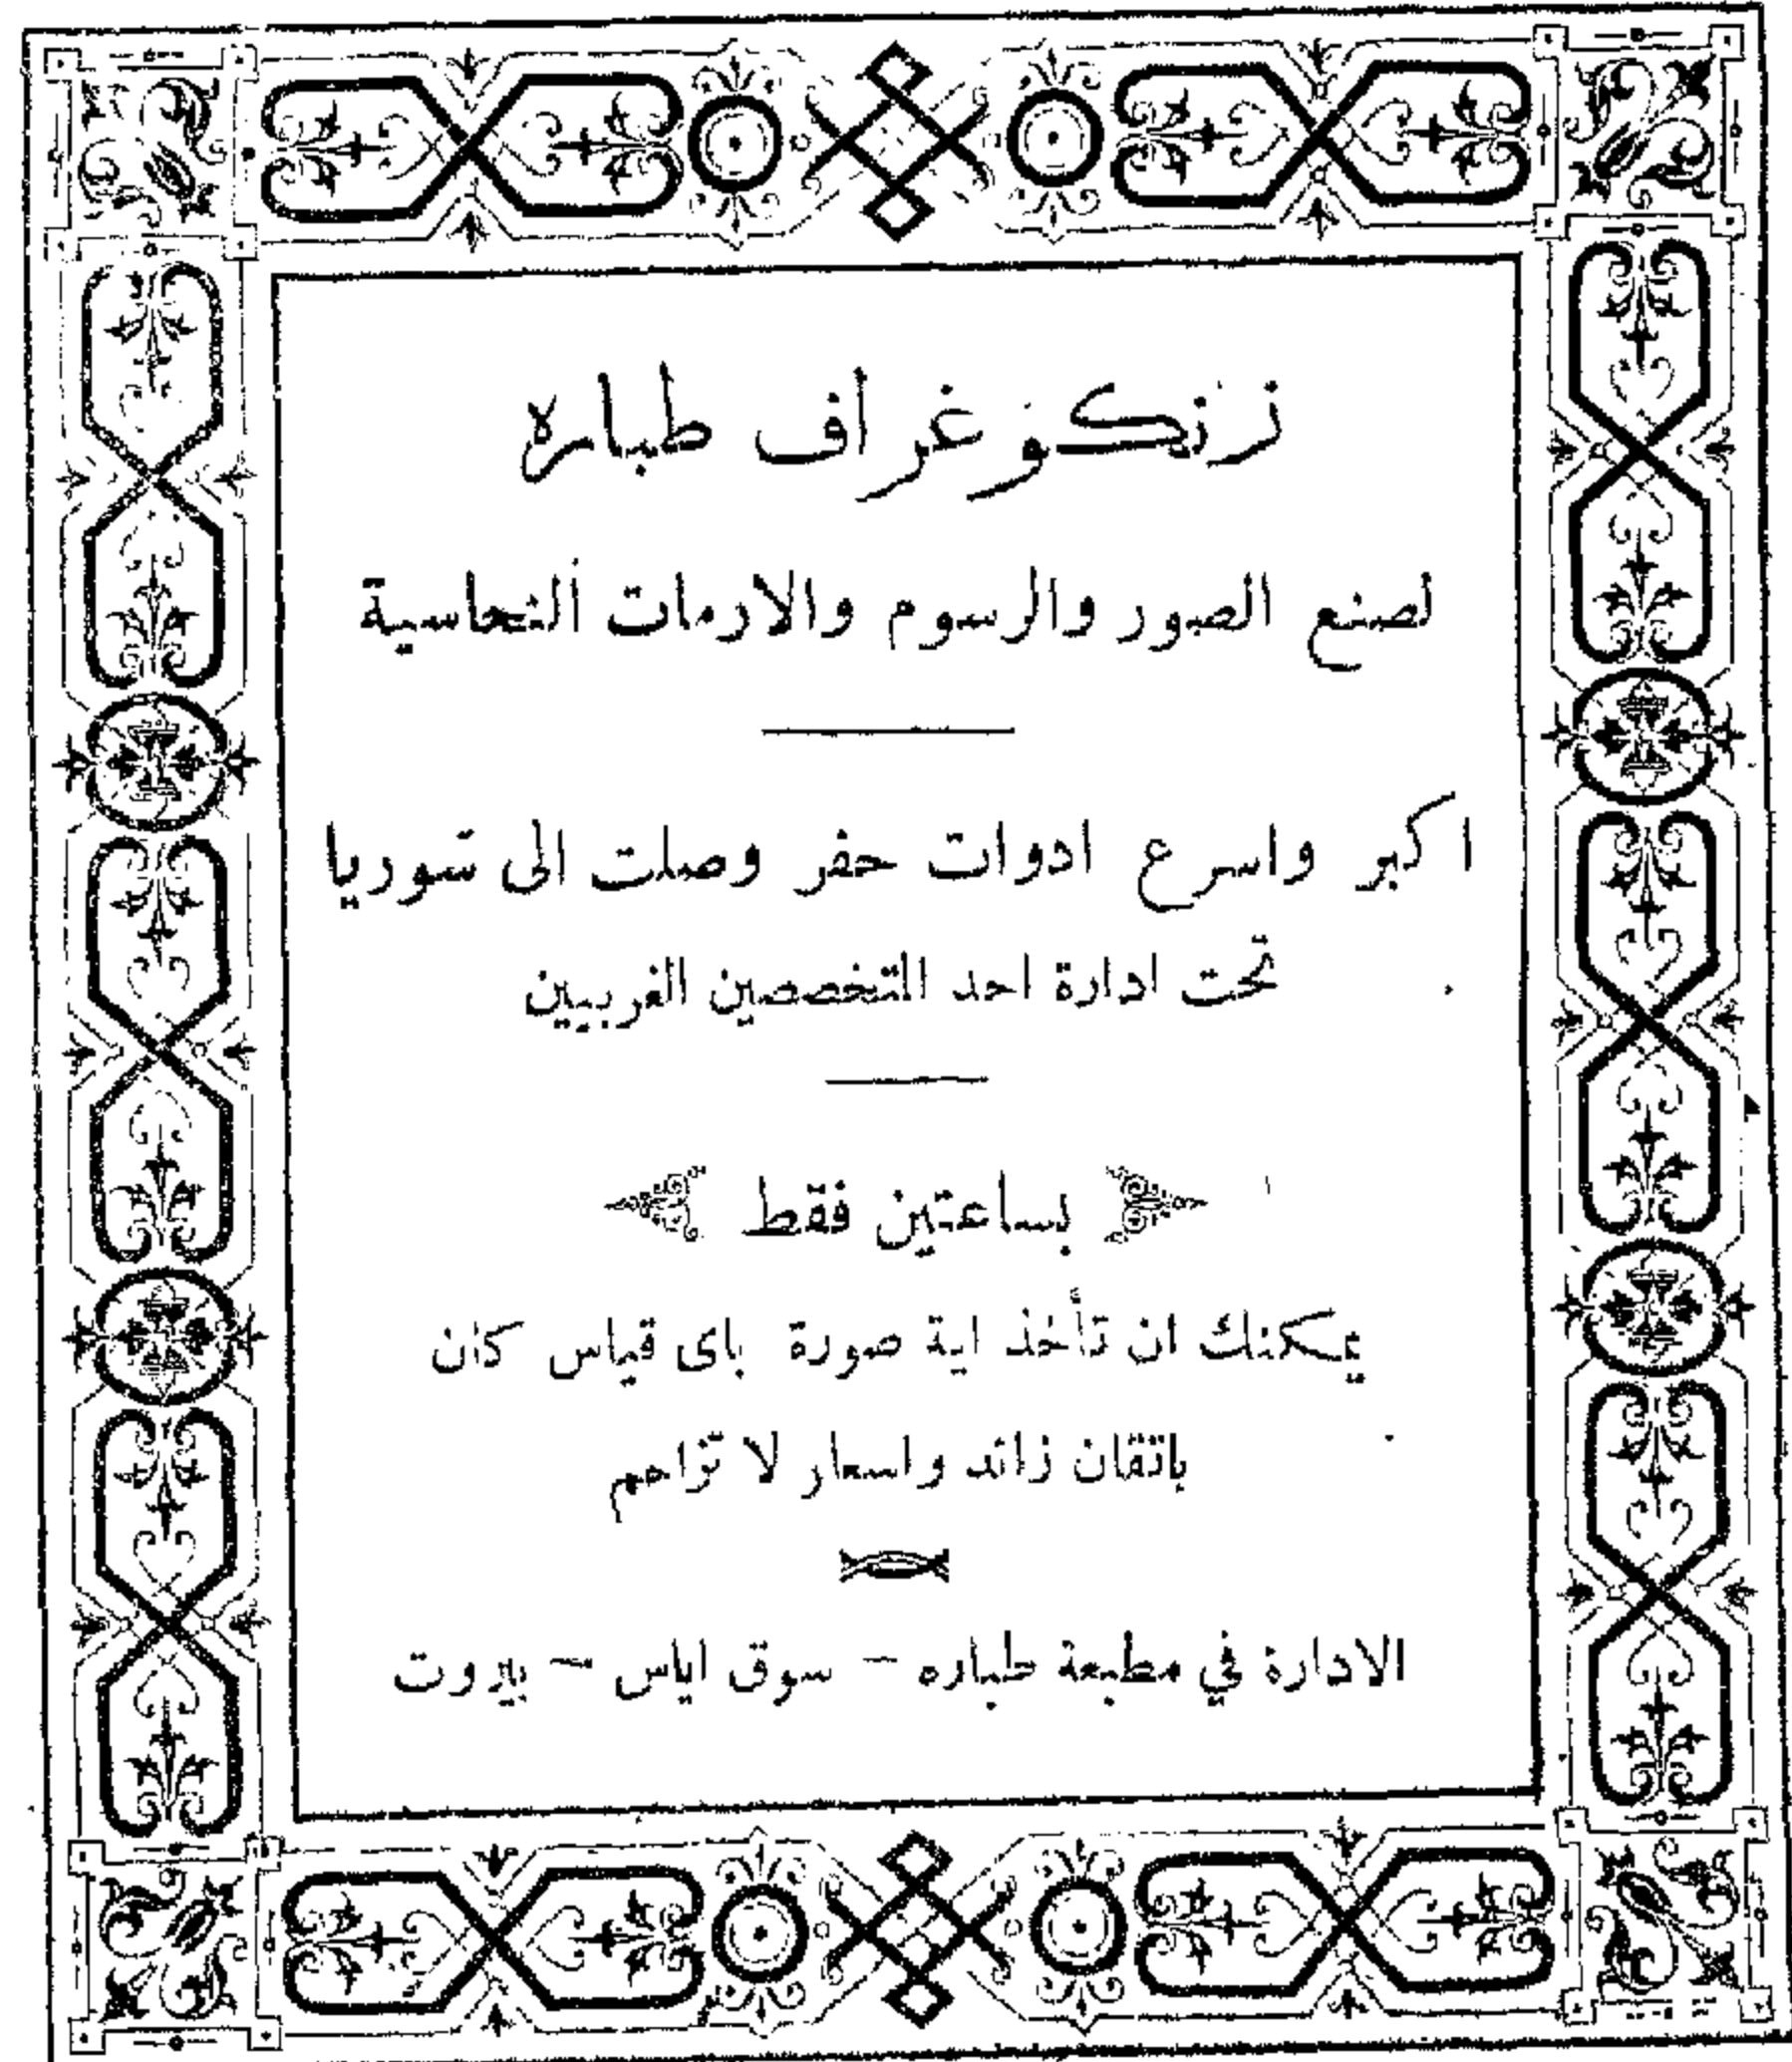 زنكوغراف طباره
لصنع الصور والرسوم والارمات النحاسية
اكبر واسرع ادوات حفر وصلت الى سوريا
تحت ادارة احد المتخصصين الغربيين
بساعتين فقط
يمكنك ان تأخذ اية صورة باى قياس كان
باتقان زائد واسعار لا تزاحم
الادارة في مطبعة طباره – سوق اياس – بيروت